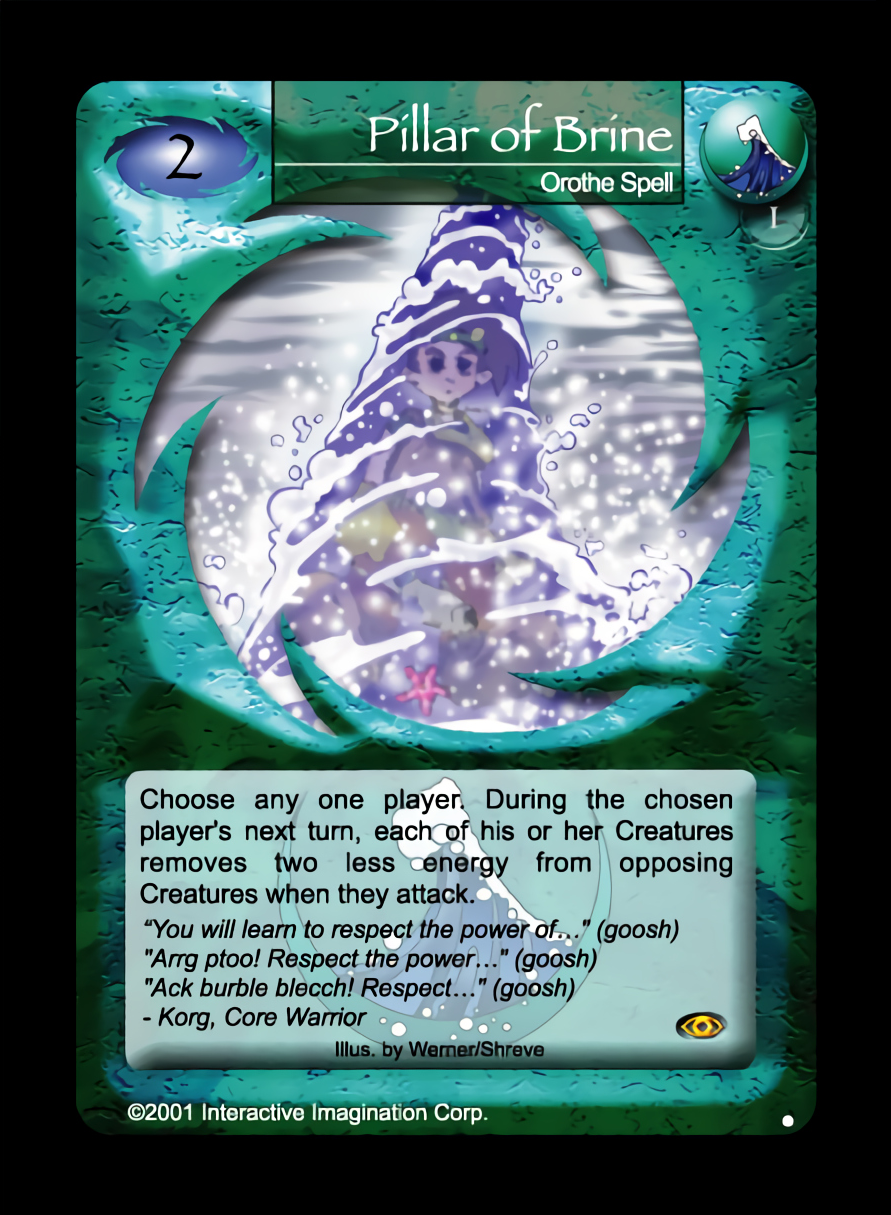 2
Pillar of Brine
Orothe Spell
I
Choose any one player. During the chosen
player's next turn, each of his or her Creatures
removes two less energy from opposing
Creatures when they attack.
“You will learn to respect the power of…" (goosh)
"Arrg ptoo! Respect the power…" (goosh)
"Ack burble blecch! Respect…" (goosh)
- Korg, Core Warrior
Illus. by Werner/Shreve
©2001 Interactive Imagination Corp.